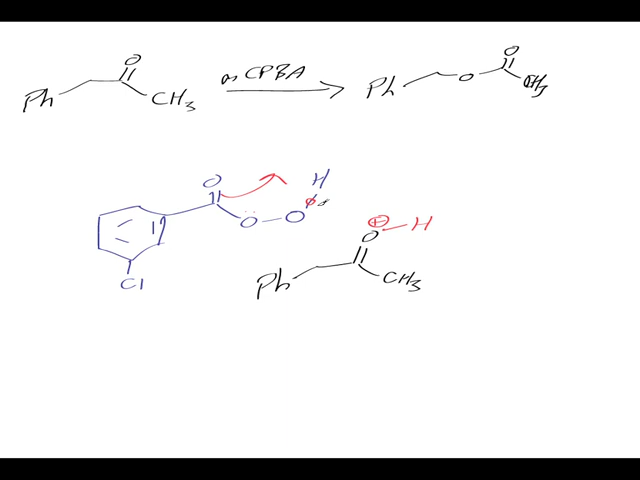 O mCPBA O
Ph CH3 Ph O CH3
O H
O O ⊕ H
O
Cl Ph CH3